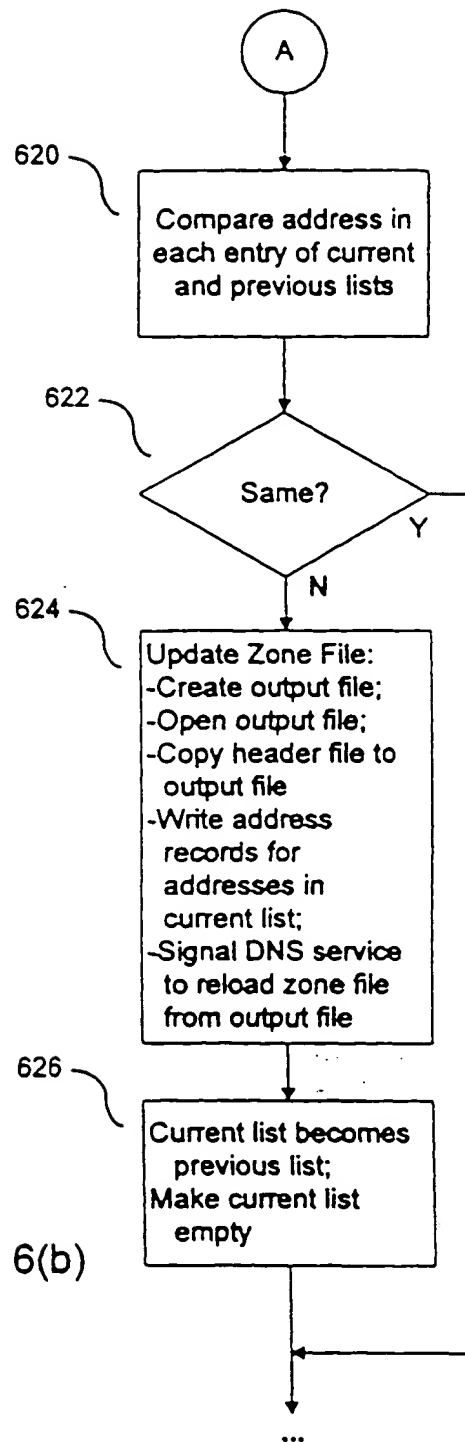 A
620
Compare address in
each entry of current
and previous lists
622
Same?
Y
N
624
Update Zone File:
-Create output file;
-Open output file;
-Copy header file to
output file
-Write address
records for
addresses in
current list;
-Signal DNS service
to reload zone file
from output file
626
Current list becomes
previous list;
Make current list
empty
6(b)
...